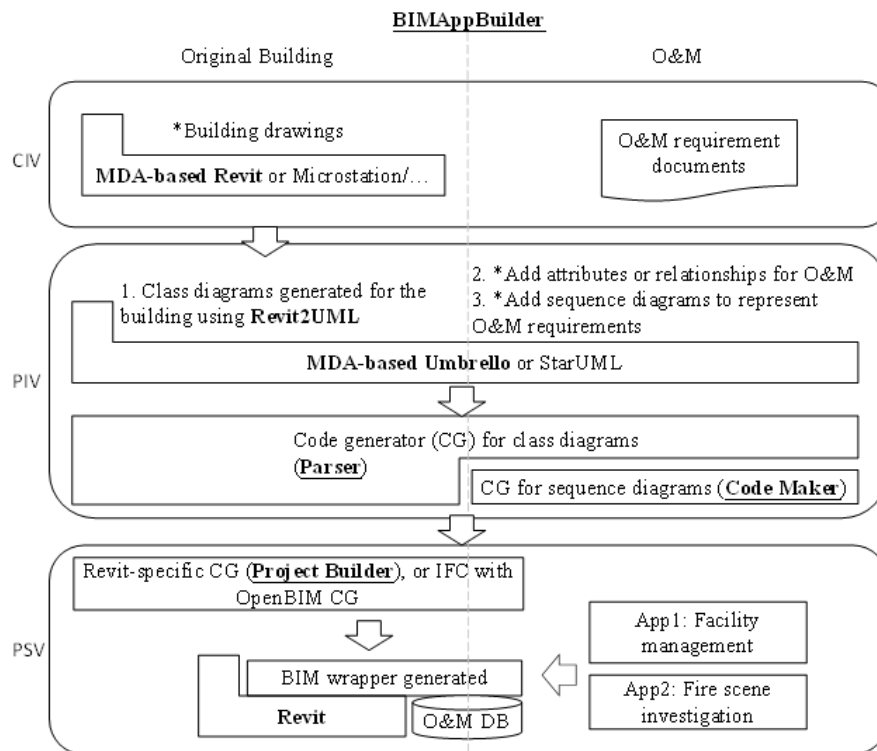 BIMAppBuilder
Original Building
O&M
CIV
*Building drawings
MDA-based Revit or Microstation/…
O&M requirement
documents
PIV
1. Class diagrams generated for the
building using Revit2UML
2. *Add attributes or relationships for O&M
3. *Add sequence diagrams to represent
O&M requirements
MDA-based Umbrello or StarUML
Code generator (CG) for class diagrams
(Parser)
CG for sequence diagrams (Code Maker)
PSV
Revit-specific CG (Project Builder), or IFC with
OpenBIM CG
BIM wrapper generated
Revit
O&M DB
App1: Facility
management
App2: Fire scene
investigation